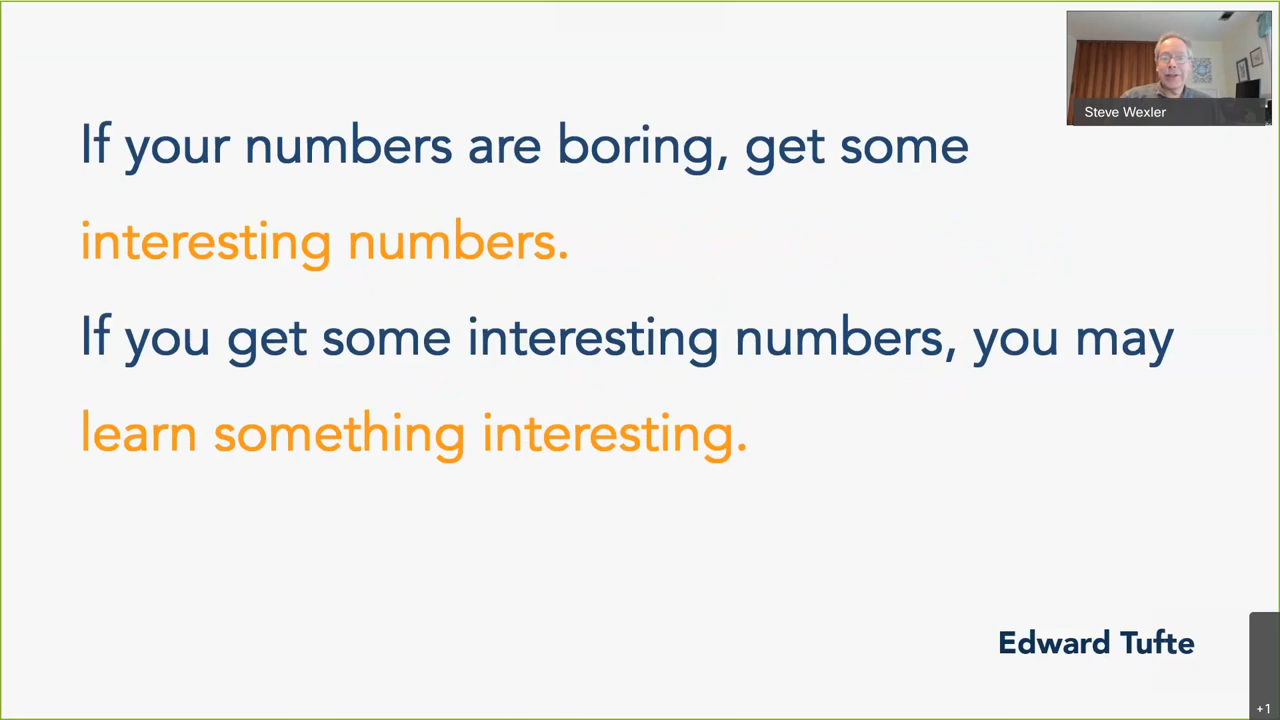 Steve Wexler
If your numbers are boring, get some
interesting numbers.
If you get some interesting numbers, you may
learn something interesting.
Edward Tufte
+1